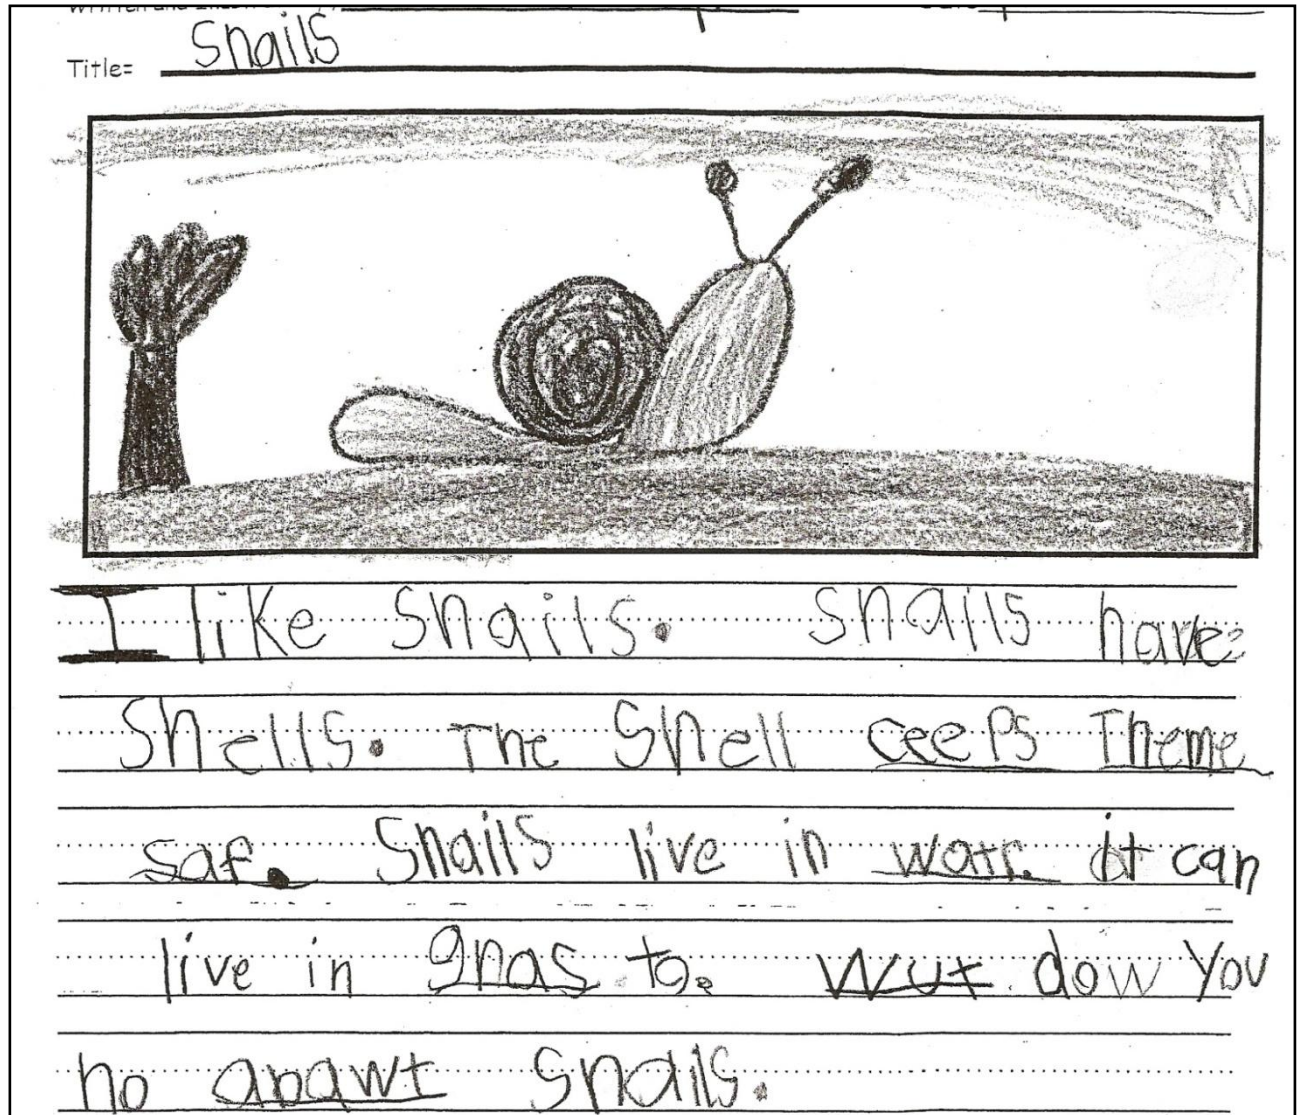 Title= Snails
I like Snails. Snails have
Shells. The Shell ceeps Theme
saf. Snails live in watr. it can
live in gras to. Wut dow You
no abawt Snails.